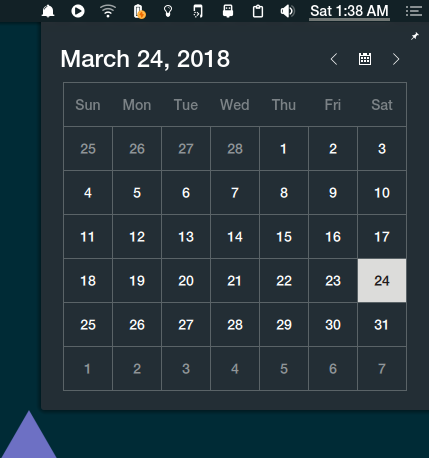 Sat 1:38 AM
March 24, 2018
Sun Mon Tue Wed Thu Fri Sat
25 26 27 28 1 2 3
4 5 6 7 8 9 10
11 12 13 14 15 16 17
18 19 20 21 22 23 24
25 26 27 28 29 30 31
1 2 3 4 5 6 7